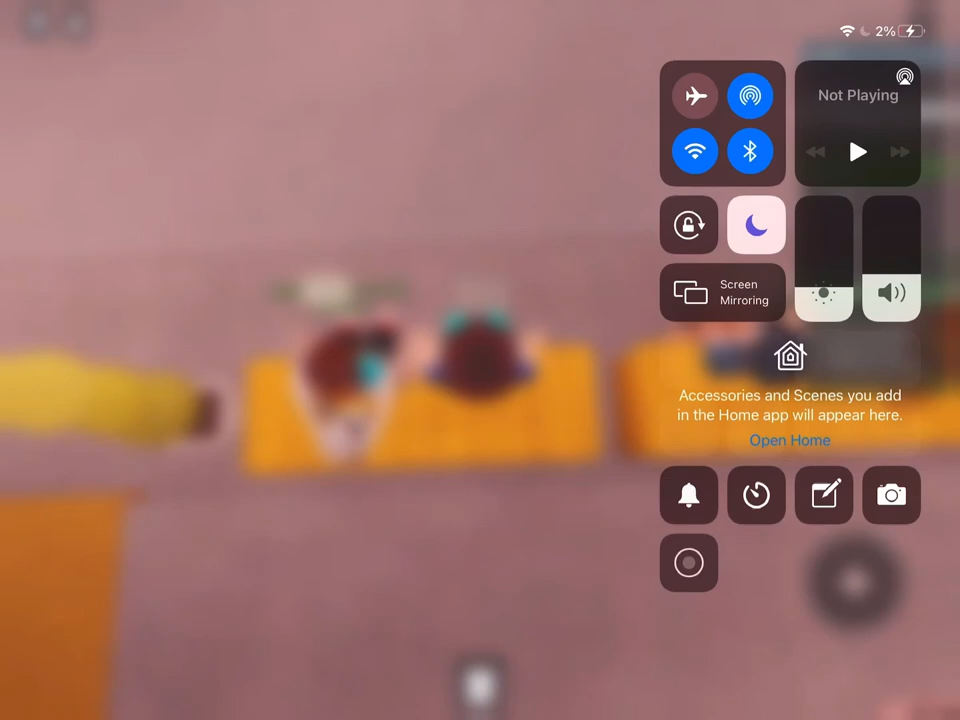 2%
Not Playing
Screen
Mirroring
Accessories and Scenes you add
in the Home app will appear here.
Open Home